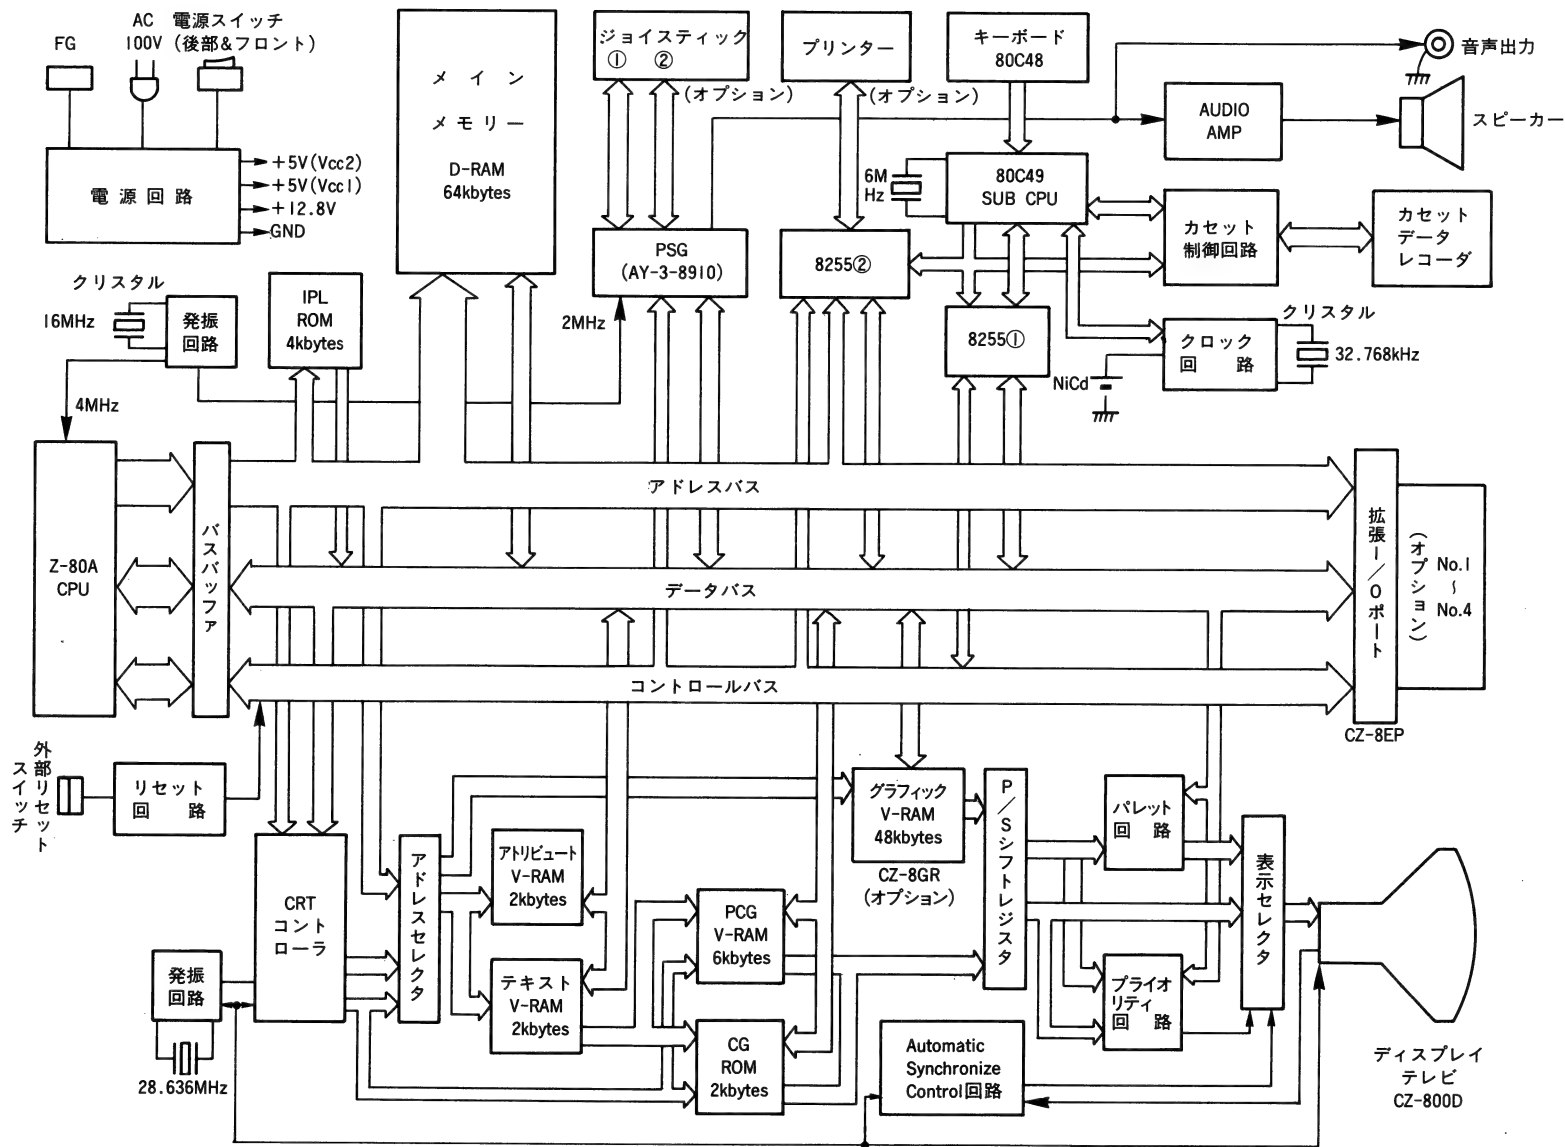 FG
AC
100V
電源スイッチ
(後部&フロント)
電源回路
+5V(Vcc2)
+5V(Vcc1)
+12.8V
GND
メイン
メモリー
D-RAM
64kbytes
ジョイスティック
① ②
(オプション)
プリンター
(オプション)
キーボード
80C48
音声出力
AUDIO
AMP
スピーカー
6M
Hz
80C49
SUB CPU
カセット
制御回路
カセット
データ
レコーダ
PSG
(AY-3-8910)
8255②
8255①
クリスタル
16MHz
発振
回路
IPL
ROM
4kbytes
2MHz
4MHz
クロック
回路
クリスタル
32.768kHz
NiCd
Z-80A
CPU
バスバッファ
アドレスバス
データバス
コントロールバス
拡張I/Oポート
(オプション)
No.1
~
No.4
CZ-8EP
外部リセット
スイッチ
リセット
回路
CRT
コント
ローラ
アドレスセレクタ
アトリビュート
V-RAM
2kbytes
テキスト
V-RAM
2kbytes
PCG
V-RAM
6kbytes
CG
ROM
2kbytes
グラフィック
V-RAM
48kbytes
CZ-8GR
(オプション)
P/Sシフトレジスタ
パレット
回路
プライオ
リティ
回路
表示セレクタ
Automatic
Synchronize
Control回路
発振
回路
28.636MHz
ディスプレイ
テレビ
CZ-800D